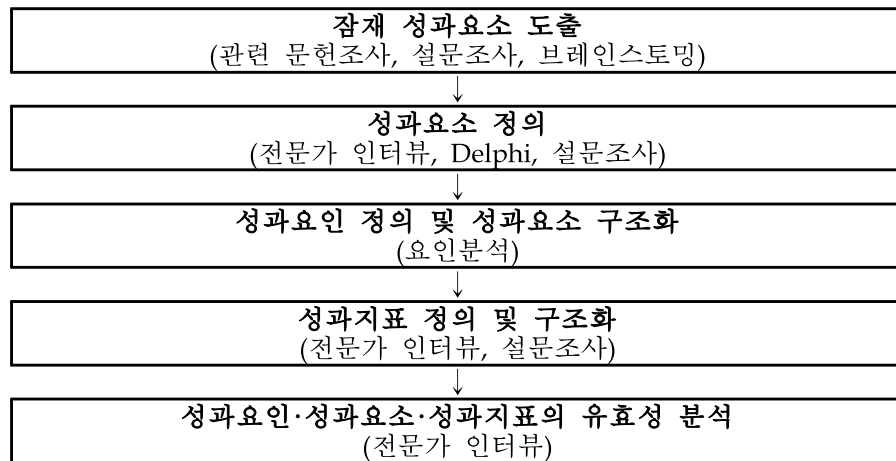 잠재 성과요소 도출
(관련 문헌조사, 설문조사, 브레인스토밍)
성과요소 정의
(전문가 인터뷰, Delphi, 설문조사)
성과요인 정의 및 성과요소 구조화
(요인분석)
성과지표 정의 및 구조화
(전문가 인터뷰, 설문조사)
성과요인·성과요소·성과지표의 유효성 분석
(전문가 인터뷰)